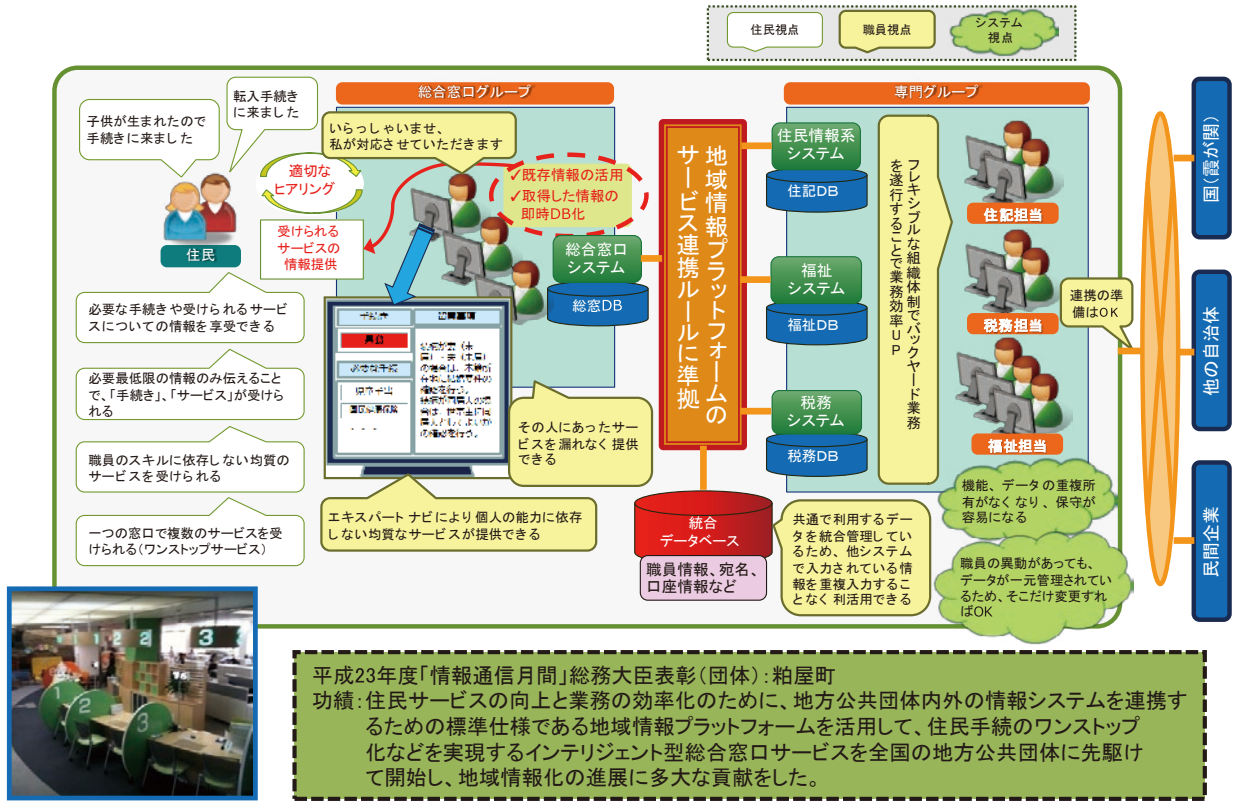 住民視点
職員視点
システム
視点
総合窓口グループ
専門グループ
転入手続き
に来ました
子供が生まれたので
手続きに来ました
いらっしゃいませ、
私が対応させていただきます
適切な
ヒアリング
✓既存情報の活用
✓取得した情報の
即時DB化
受けられる
サービスの
情報提供
住民
総合窓口
システム
総窓DB
地域情報プラットフォームの
サービス連携ルールに準拠
住民情報系
システム
住記DB
福祉
システム
福祉DB
税務
システム
税務DB
フレキシブルな組織体制でバックヤード業務
を遂行することで業務効率UP
住記担当
税務担当
福祉担当
連携の準
備はOK
国(霞が関)
他の自治体
民間企業
必要な手続きや受けられるサービ
スについての情報を享受できる
必要最低限の情報のみ伝えること
で、「手続き」、「サービス」が受けら
れる
職員のスキルに依存しない均質の
サービスを受けられる
一つの窓口で複数のサービスを受
けられる(ワンストップサービス)
手続き
異動
国民健康保険
・・・
その人にあったサー
ビスを漏れなく提供
できる
エキスパートナビにより個人の能力に依存
しない均質なサービスが提供できる
統合
データベース
職員情報、宛名、
口座情報など
共通で利用するデー
タを統合管理してい
るため、他システム
で入力されている情
報を重複入力するこ
となく利活用できる
機能、データの重複所
有がなくなり、保守が
容易になる
職員の異動があっても、
データが一元管理されてい
るため、そこだけ変更すれ
ばOK
1
2
3
1
2
3
平成23年度「情報通信月間」総務大臣表彰(団体):粕屋町
功績:住民サービスの向上と業務の効率化のために、地方公共団体内外の情報システムを連携す
るための標準仕様である地域情報プラットフォームを活用して、住民手続のワンストップ
化などを実現するインテリジェント型総合窓口サービスを全国の地方公共団体に先駆け
て開始し、地域情報化の進展に多大な貢献をした。